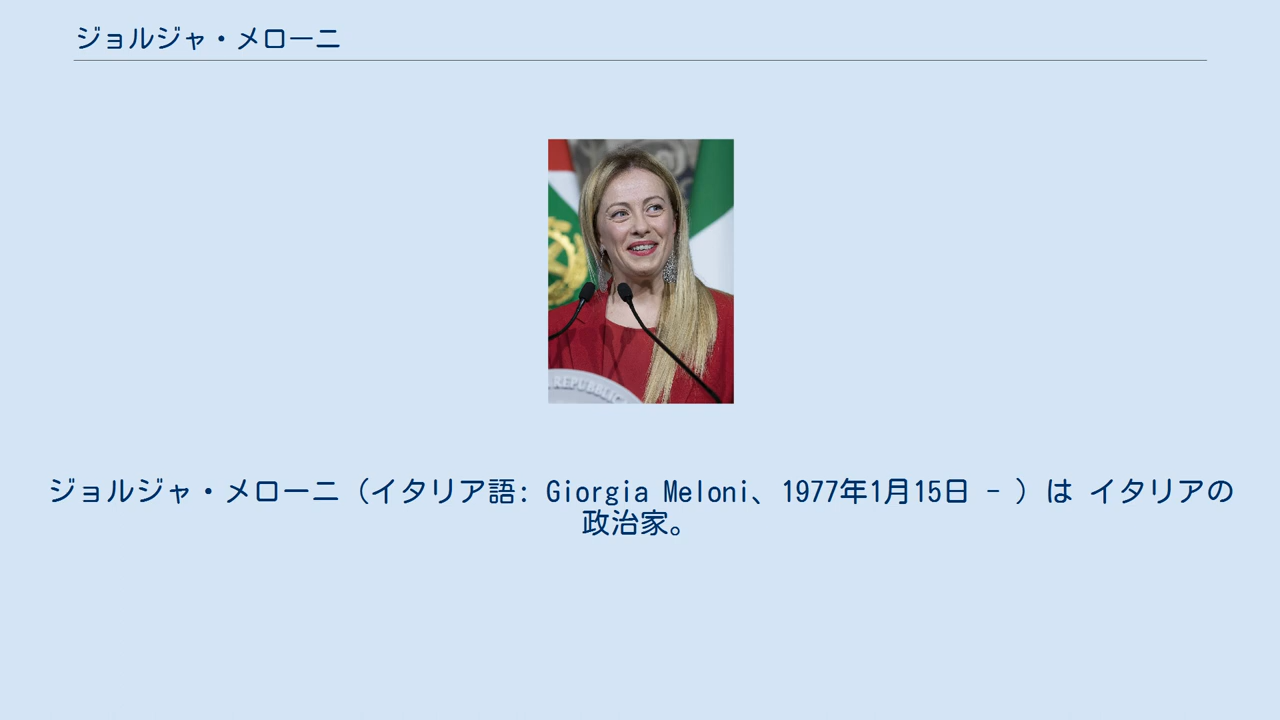 ジョルジャ・メローニ
REPUBBLICA
ジョルジャ・メローニ（イタリア語: Giorgia Meloni、1977年1月15日 - ）は イタリアの
政治家。